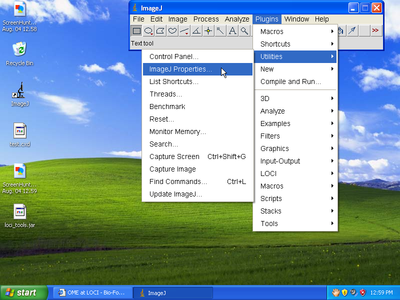 ImageJ
File Edit Image Process Analyze Plugins Window Help
Text tool
Control Panel...
ImageJ Properties...
List Shortcuts...
Threads...
Benchmark
Reset...
Monitor Memory...
Search...
Capture Screen Ctrl+Shift+G
Capture Image
Find Commands... Ctrl+L
Update ImageJ...
Macros
Shortcuts
Utilities
New
Compile and Run...
3D
Analyze
Examples
Filters
Graphics
Input-Output
LOCI
Macros
Scripts
Stacks
Tools
ScreenHunt...
Aug. 04 12:58
Recycle Bin
ImageJ
ScreenHunt...
Aug. 04 12:59
loci_tools.jar
start
OME at LOCI - Bio-Fo...
ImageJ
12:59 PM